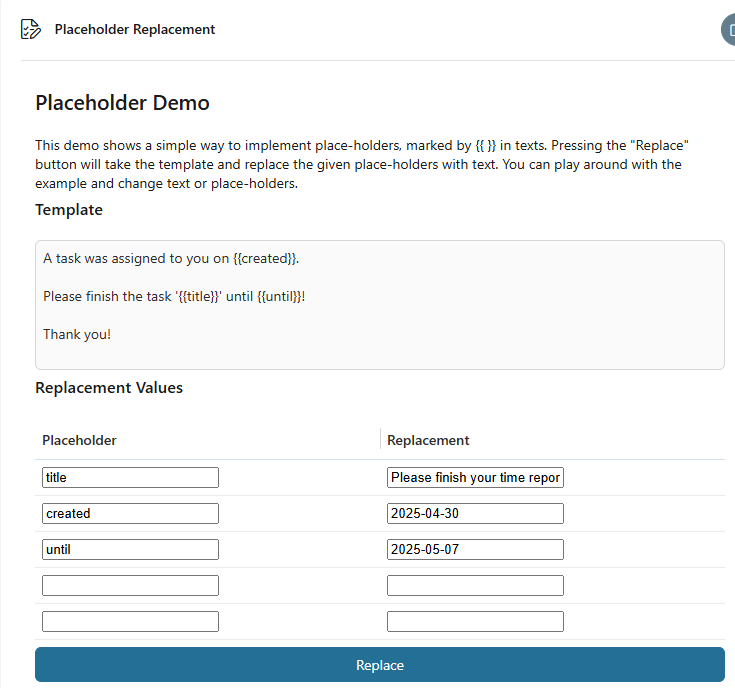 Placeholder Replacement
Placeholder Demo
This demo shows a simple way to implement place-holders, marked by {{ }} in texts. Pressing the "Replace"
button will take the template and replace the given place-holders with text. You can play around with the
example and change text or place-holders.
Template
A task was assigned to you on {{created}}.
Please finish the task '{{title}}' until {{until}}!
Thank you!
Replacement Values
Placeholder Replacement
title Please finish your time repor
created 2025-04-30
until 2025-05-07
Replace